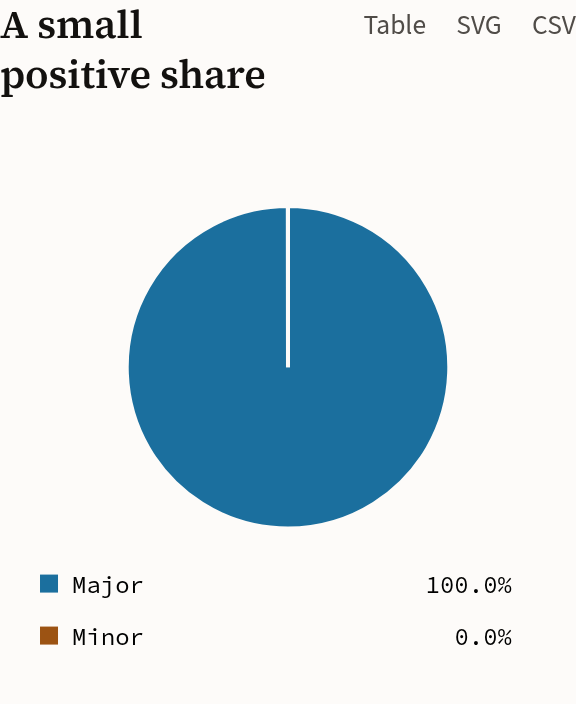 A small
positive share
Table SVG CSV
Major 100.0%
Minor 0.0%